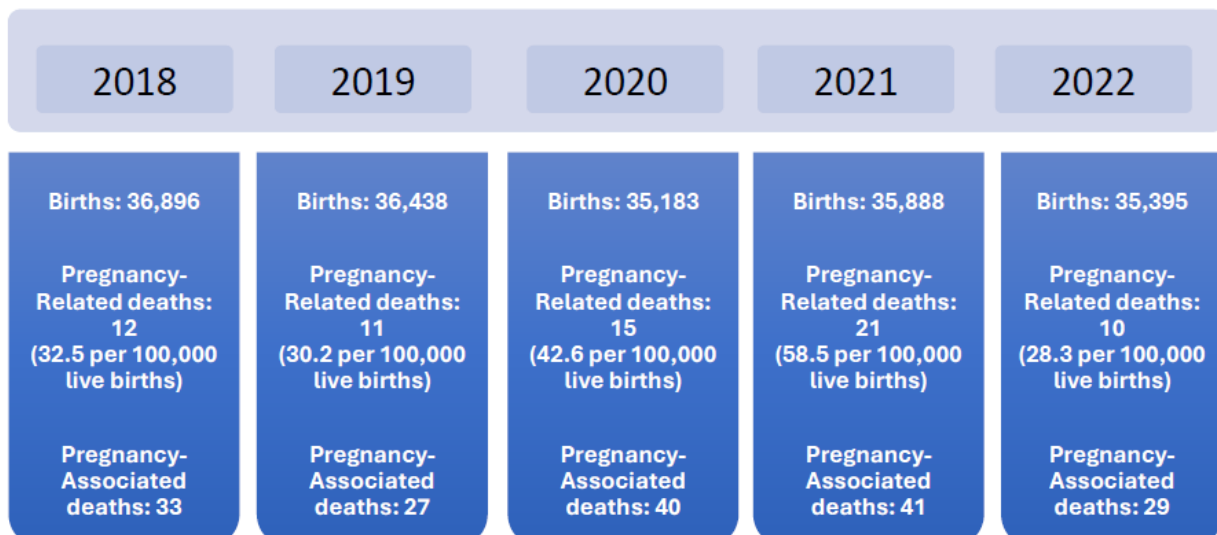 2018
2019
2020
2021
2022
Births: 36,896
Pregnancy-
Related deaths:
12
(32.5 per 100,000
live births)
Pregnancy-
Associated
deaths: 33
Births: 36,438
Pregnancy-
Related deaths:
11
(30.2 per 100,000
live births)
Pregnancy-
Associated
deaths: 27
Births: 35,183
Pregnancy-
Related deaths:
15
(42.6 per 100,000
live births)
Pregnancy-
Associated
deaths: 40
Births: 35,888
Pregnancy-
Related deaths:
21
(58.5 per 100,000
live births)
Pregnancy-
Associated
deaths: 41
Births: 35,395
Pregnancy-
Related deaths:
10
(28.3 per 100,000
live births)
Pregnancy-
Associated
deaths: 29